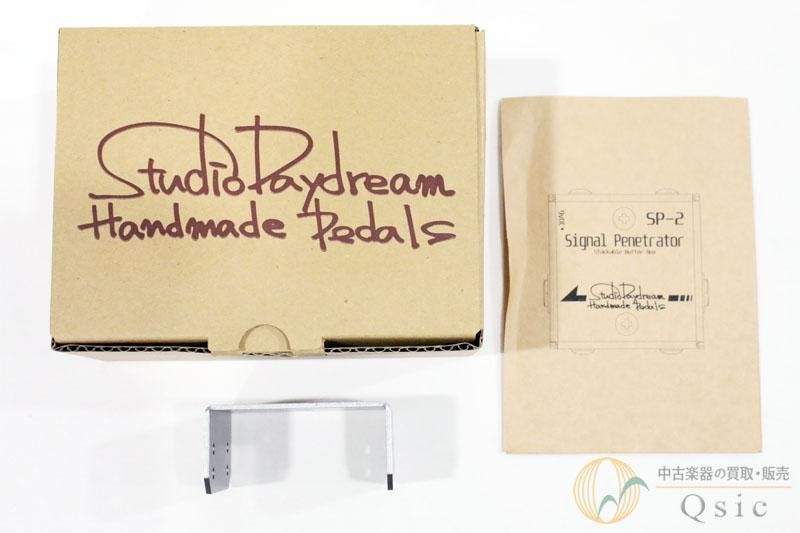 StudioDaydream
Handmade Pedals
SP-2
Signal Penetrator
Stackable Buffer Box
StudioDaydream
Handmade Pedals
中古楽器の買取・販売
Qsic